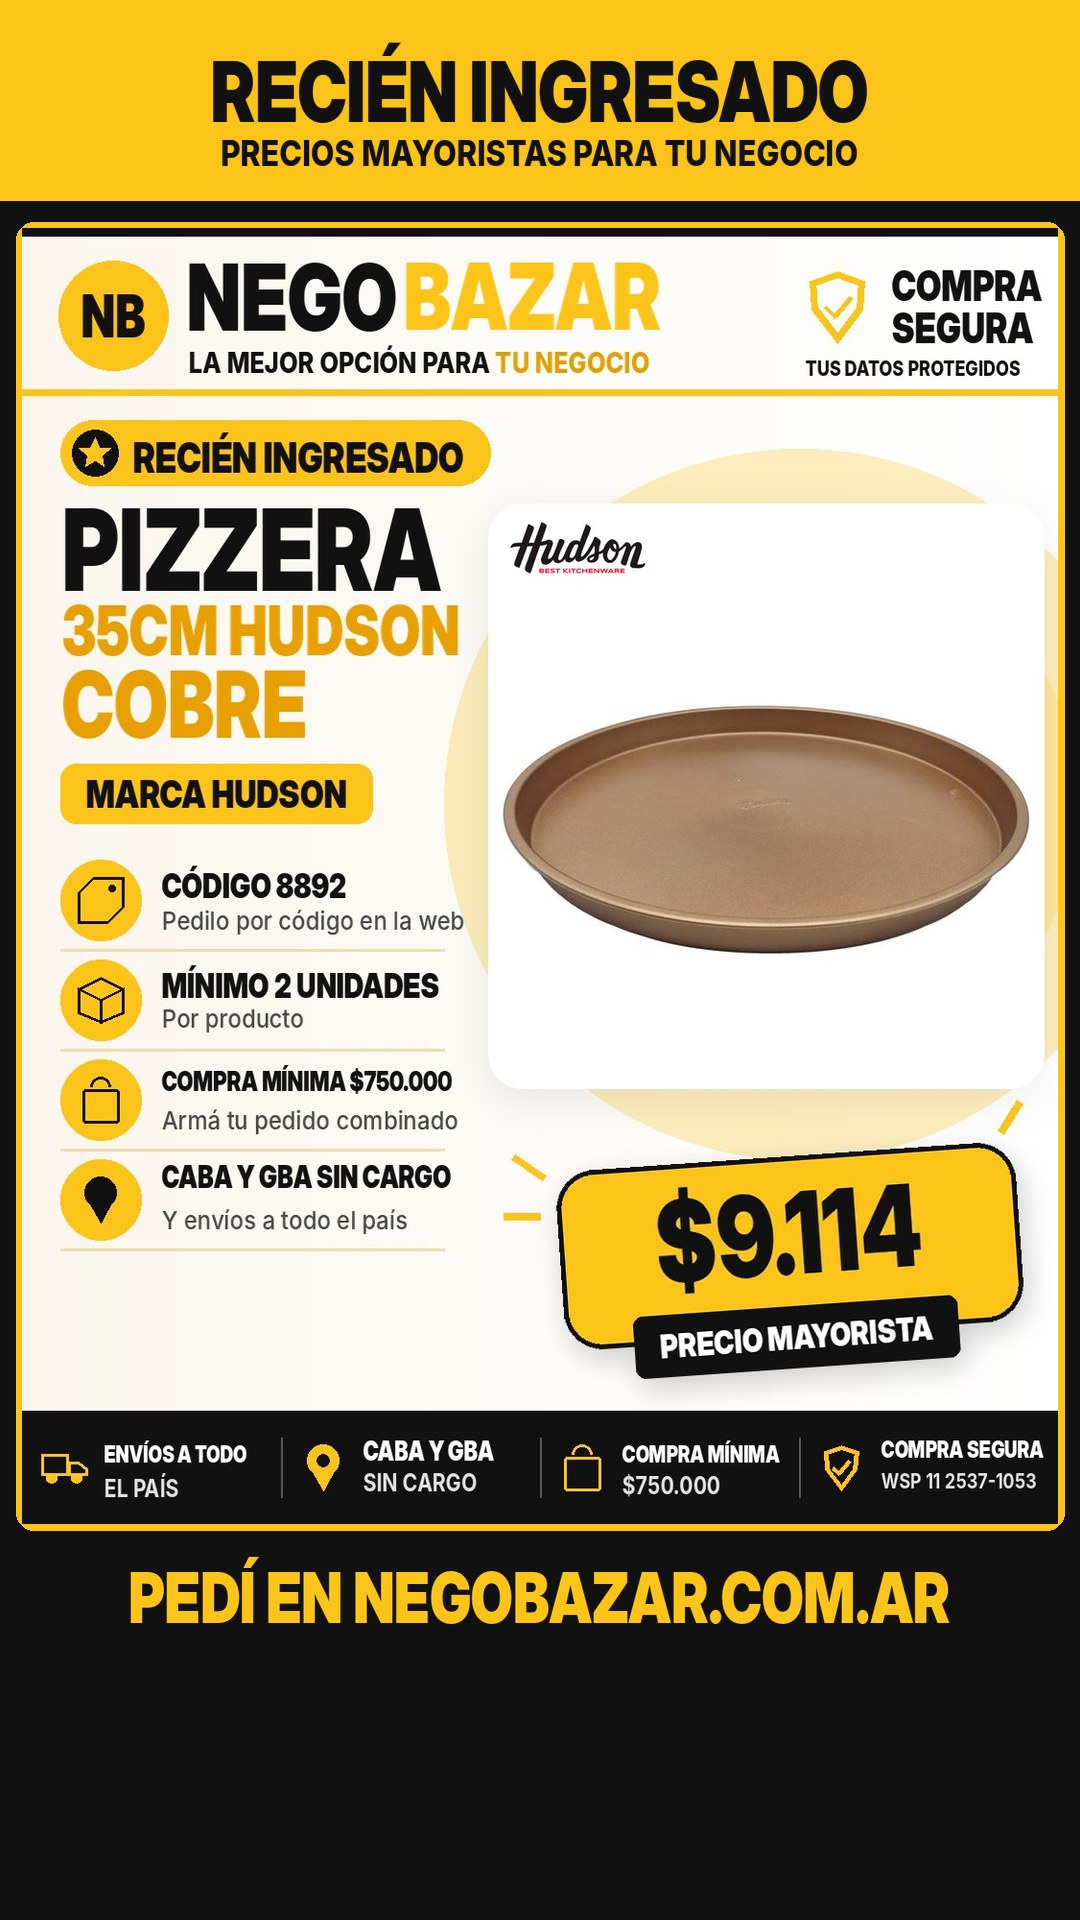 RECIÉN INGRESADO
PRECIOS MAYORISTAS PARA TU NEGOCIO
NB
NEGOBAZAR
LA MEJOR OPCIÓN PARA TU NEGOCIO
COMPRA
SEGURA
TUS DATOS PROTEGIDOS
RECIÉN INGRESADO
PIZZERA
35CM HUDSON
COBRE
MARCA HUDSON
CÓDIGO 8892
Pedilo por código en la web
MÍNIMO 2 UNIDADES
Por producto
COMPRA MÍNIMA $750.000
Armá tu pedido combinado
CABA Y GBA SIN CARGO
Y envíos a todo el país
Hudson
BEST KITCHENWARE
$9.114
PRECIO MAYORISTA
ENVÍOS A TODO
EL PAÍS
CABA Y GBA
SIN CARGO
COMPRA MÍNIMA
$750.000
COMPRA SEGURA
WSP 11 2537-1053
PEDÍ EN NEGOBAZAR.COM.AR